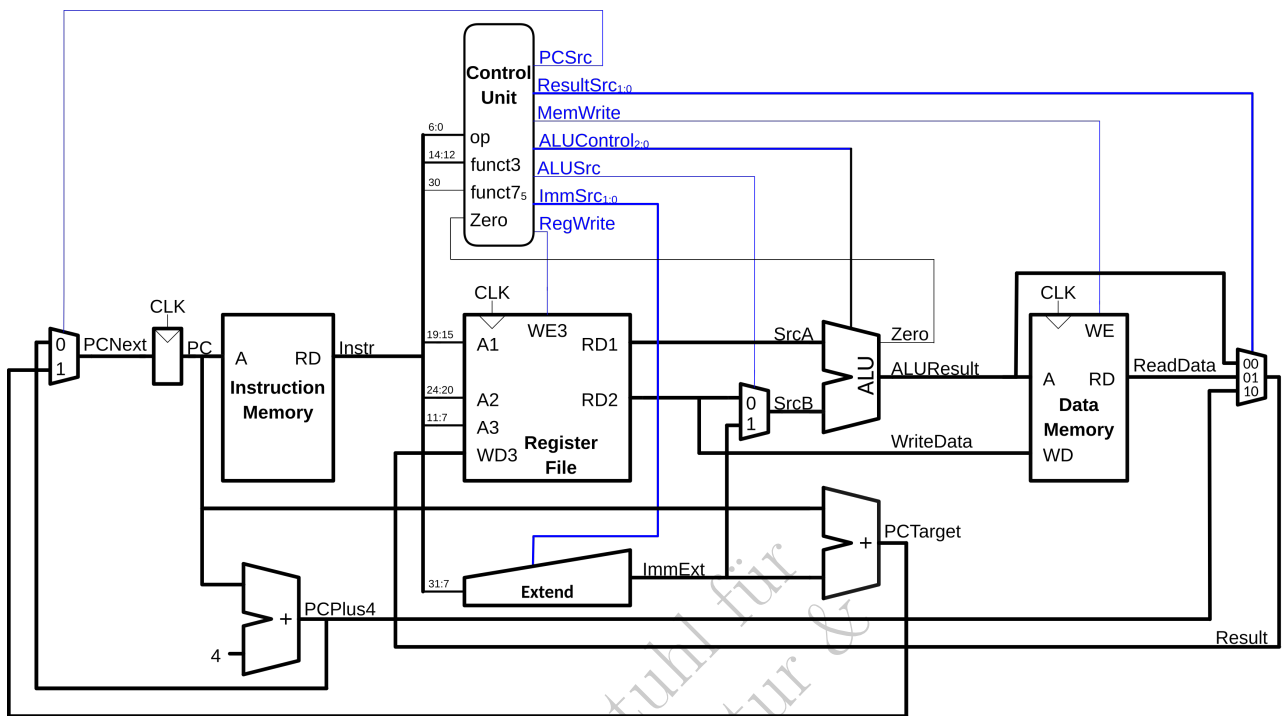 PCSrc
Control
Unit
ResultSrc1:0
MemWrite
6:0
op
ALUControl2:0
14:12
funct3
ALUSrc
30
funct75
ImmSrc1:0
Zero
RegWrite
CLK
CLK
CLK
0
1
PCNext
PC
A
RD
Instruction
Memory
Instr
19:15
A1
WE3
RD1
24:20
A2
RD2
11:7
A3
WD3
Register
File
SrcA
0
1
SrcB
ALU
Zero
ALUResult
WriteData
WE
A
RD
Data
Memory
WD
ReadData
00
01
10
PCTarget
+
ImmExt
31:7
Extend
PCPlus4
+
4
Result
tuhl für
tur &